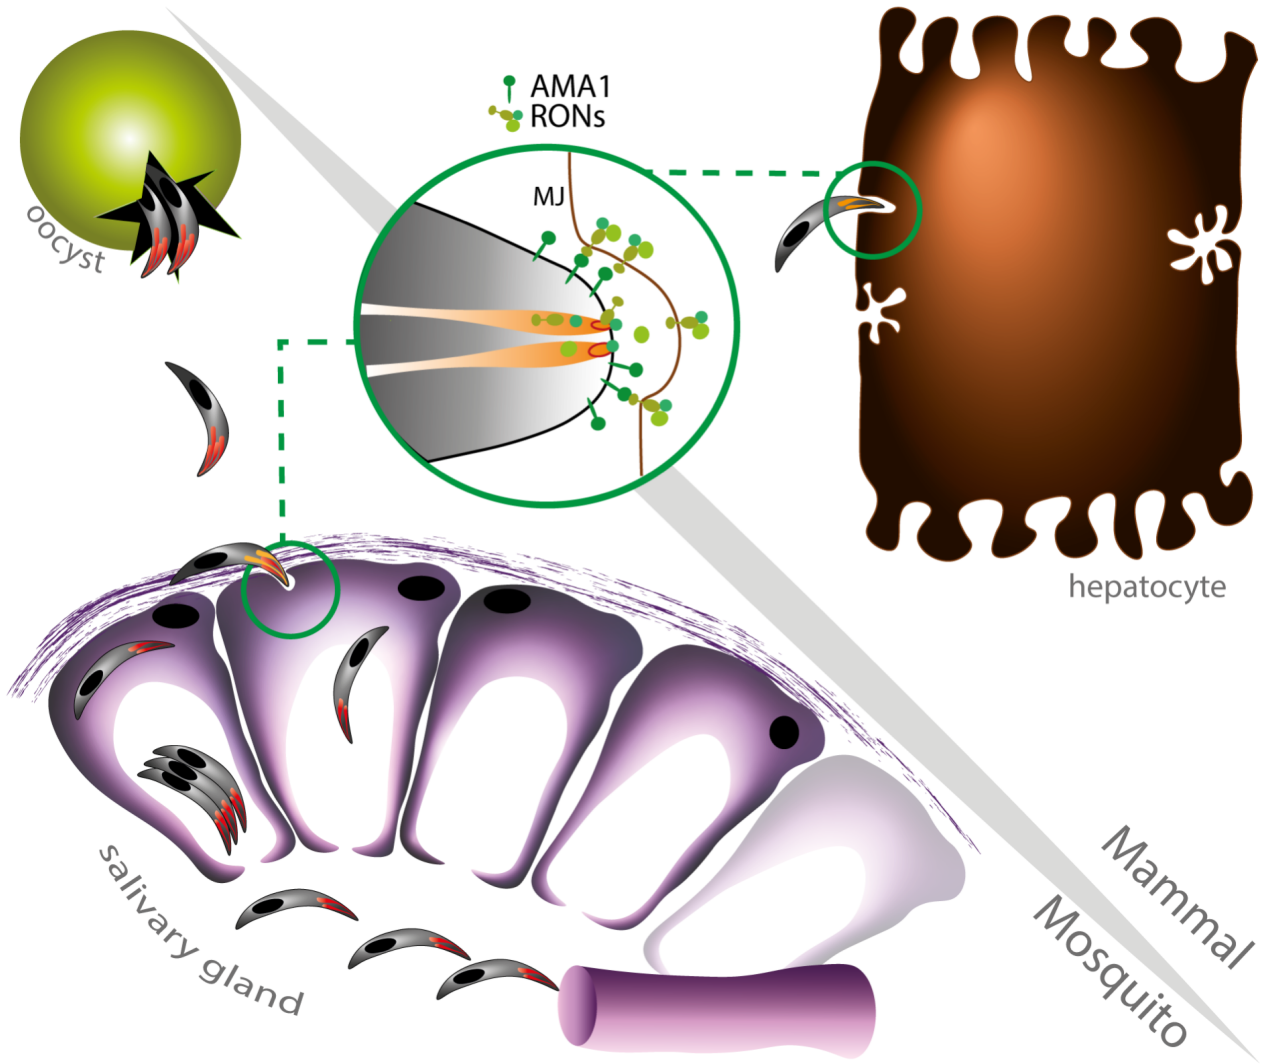 AMA1
RONs
MJ
oocyst
hepatocyte
salivary gland
Mammal
Mosquito